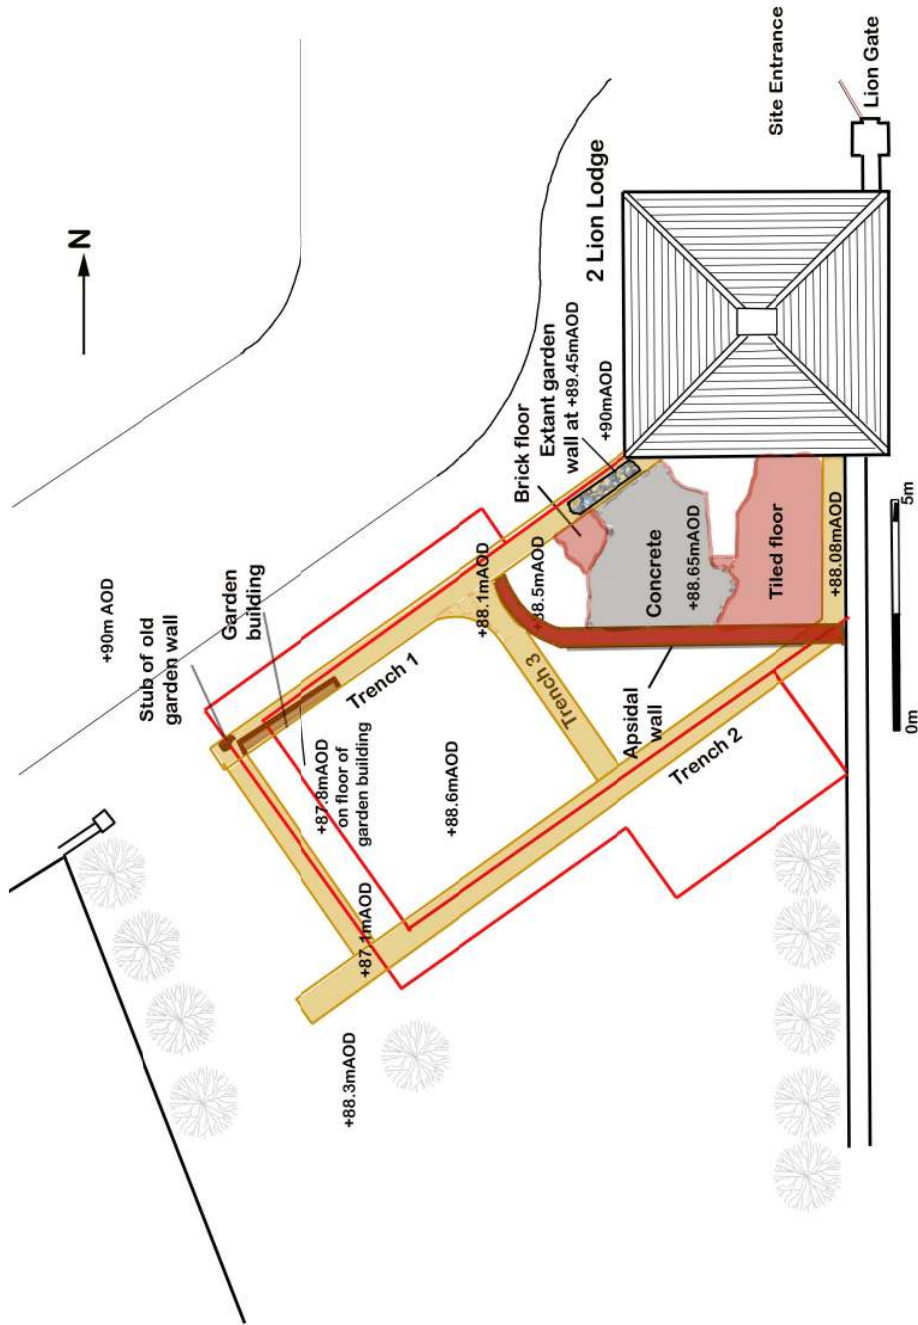 N
Site Entrance
Lion Gate
2 Lion Lodge
+90mAOD
Extant garden
wall at +89.45mAOD
Brick floor
+90m AOD
Stub of old
garden wall
Garden
building
Trench 1
+88.1mAOD
+88.5mAOD
Concrete
+88.65mAOD
Tiled floor
+88.08mAOD
Trench 3
Apsidal
wall
Trench 2
+87.8mAOD
on floor of
garden building
+88.6mAOD
+87.1mAOD
+88.3mAOD
0m
5m